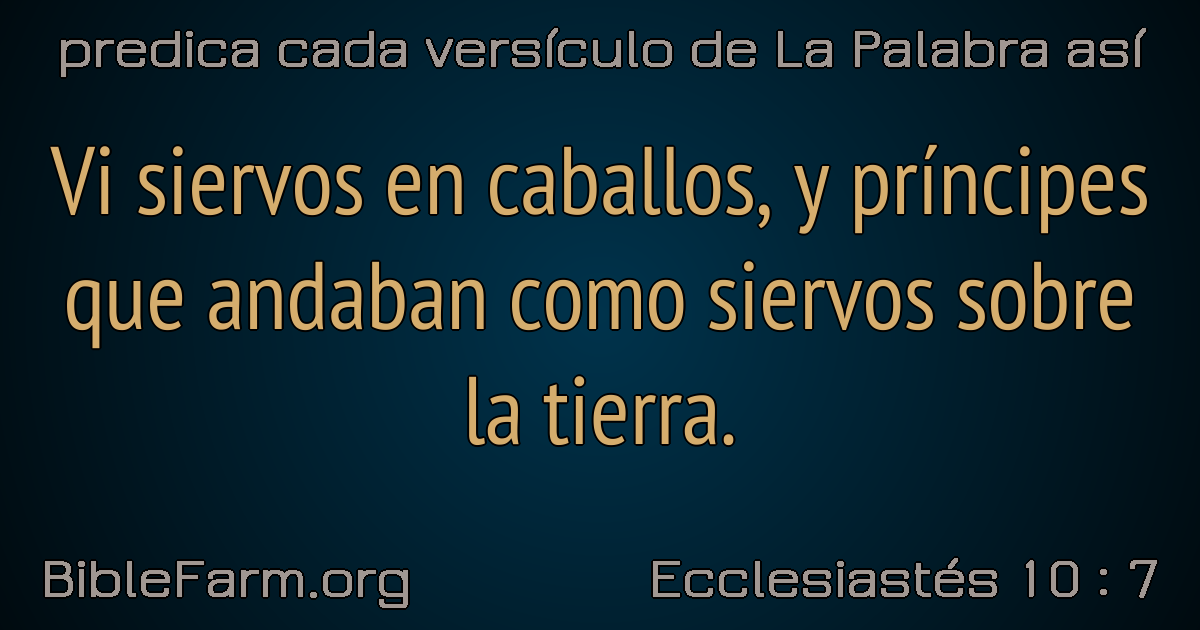 predica cada versículo de La Palabra así
Vi siervos en caballos, y príncipes
que andaban como siervos sobre
la tierra.
BibleFarm.org
Ecclesiastés 10 : 7